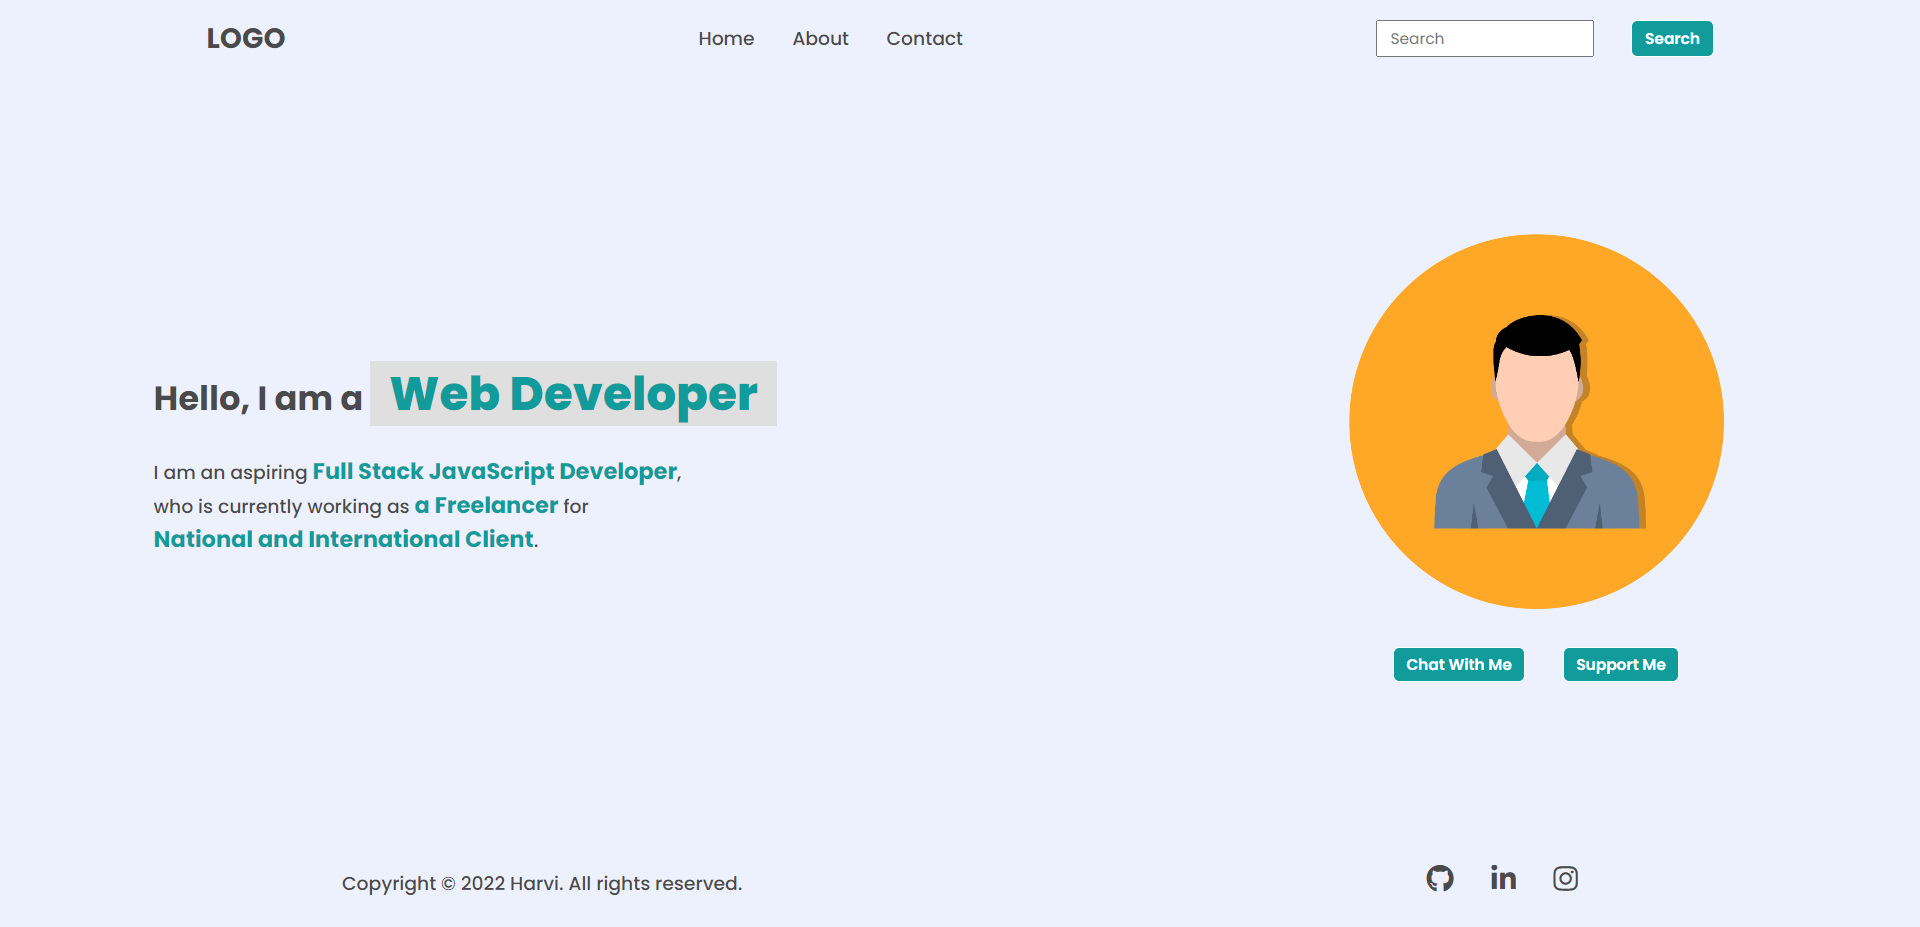 LOGO
Home About Contact
Search Search
Hello, I am a Web Developer
I am an aspiring Full Stack JavaScript Developer,
who is currently working as a Freelancer for
National and International Client.
Chat With Me Support Me
Copyright © 2022 Harvi. All rights reserved.
in